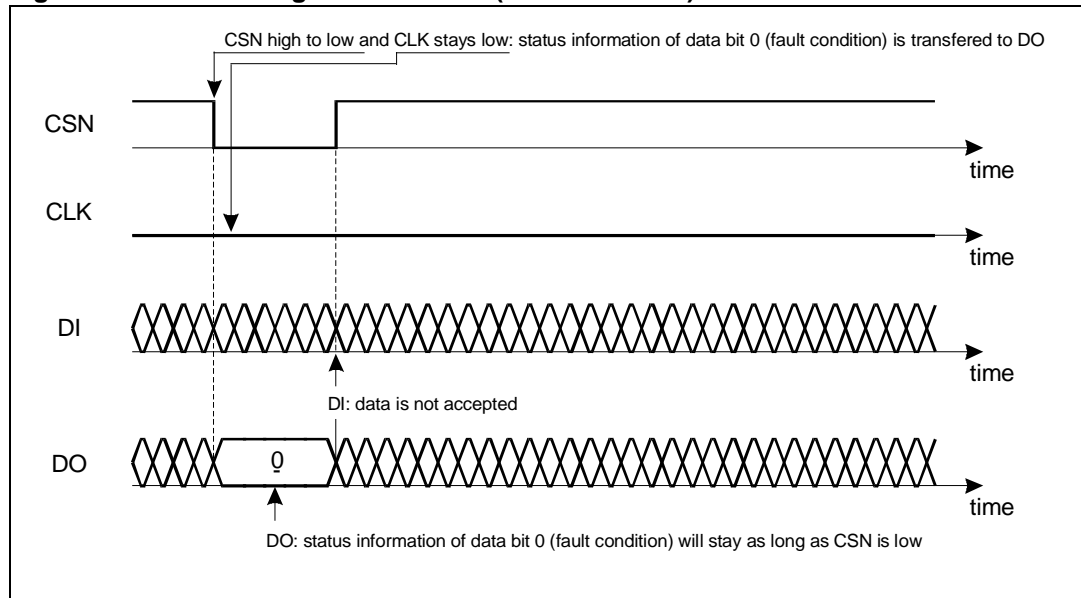 CSN high to low and CLK stays low: status information of data bit 0 (fault condition) is transfered to DO
CSN
time
CLK
time
DI
time
DI: data is not accepted
DO
0
time
DO: status information of data bit 0 (fault condition) will stay as long as CSN is low